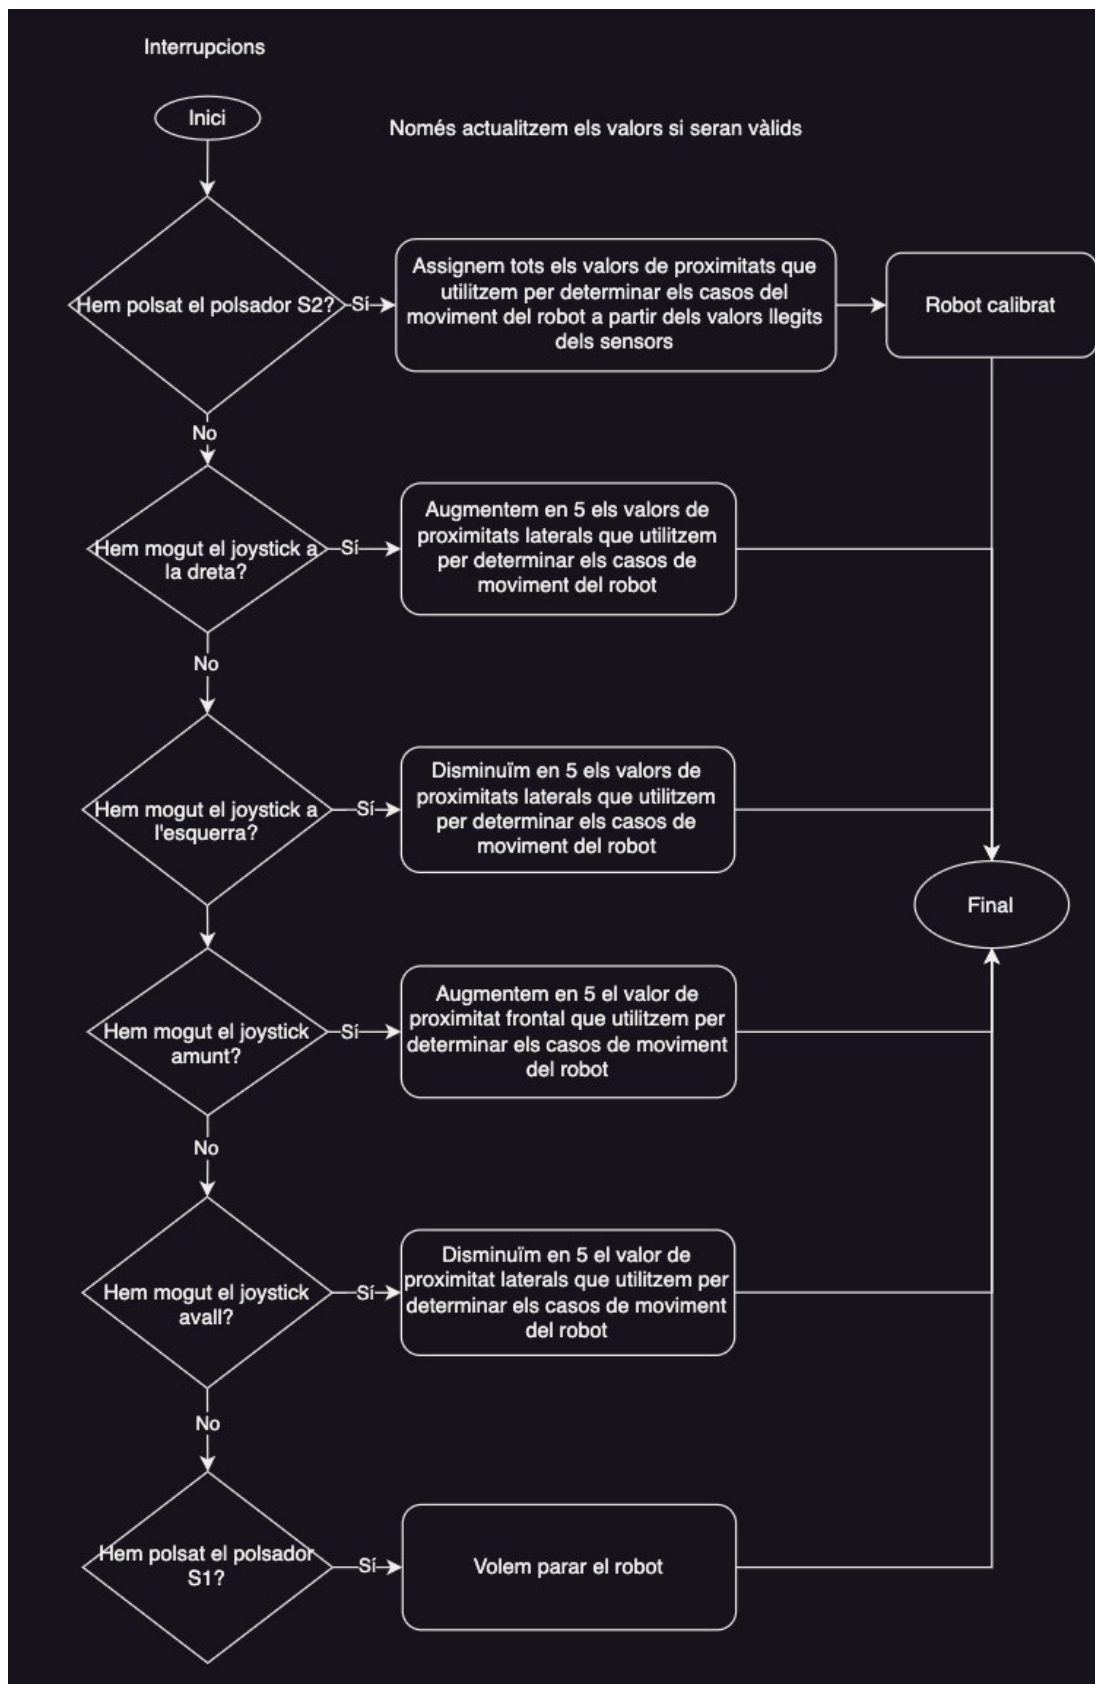 Interrupcions
Inici
Només actualitzem els valors si seran vàlids
Hem polsat el polsador S2?
Sí
Assignem tots els valors de proximitats que
utilitzem per determinar els casos del
moviment del robot a partir dels valors llegits
dels sensors
Robot calibrat
No
Hem mogut el joystick a
la dreta?
Sí
Augmentem en 5 els valors de
proximitats laterals que utilitzem
per determinar els casos de
moviment del robot
No
Hem mogut el joystick a
l'esquerra?
Sí
Disminuïm en 5 els valors de
proximitats laterals que utilitzem
per determinar els casos de
moviment del robot
Final
Hem mogut el joystick
amunt?
Sí
Augmentem en 5 el valor de
proximitat frontal que utilitzem per
determinar els casos de moviment
del robot
No
Hem mogut el joystick
avall?
Sí
Disminuïm en 5 el valor de
proximitat laterals que utilitzem per
determinar els casos de moviment
del robot
No
Hem polsat el polsador
S1?
Sí
Volem parar el robot